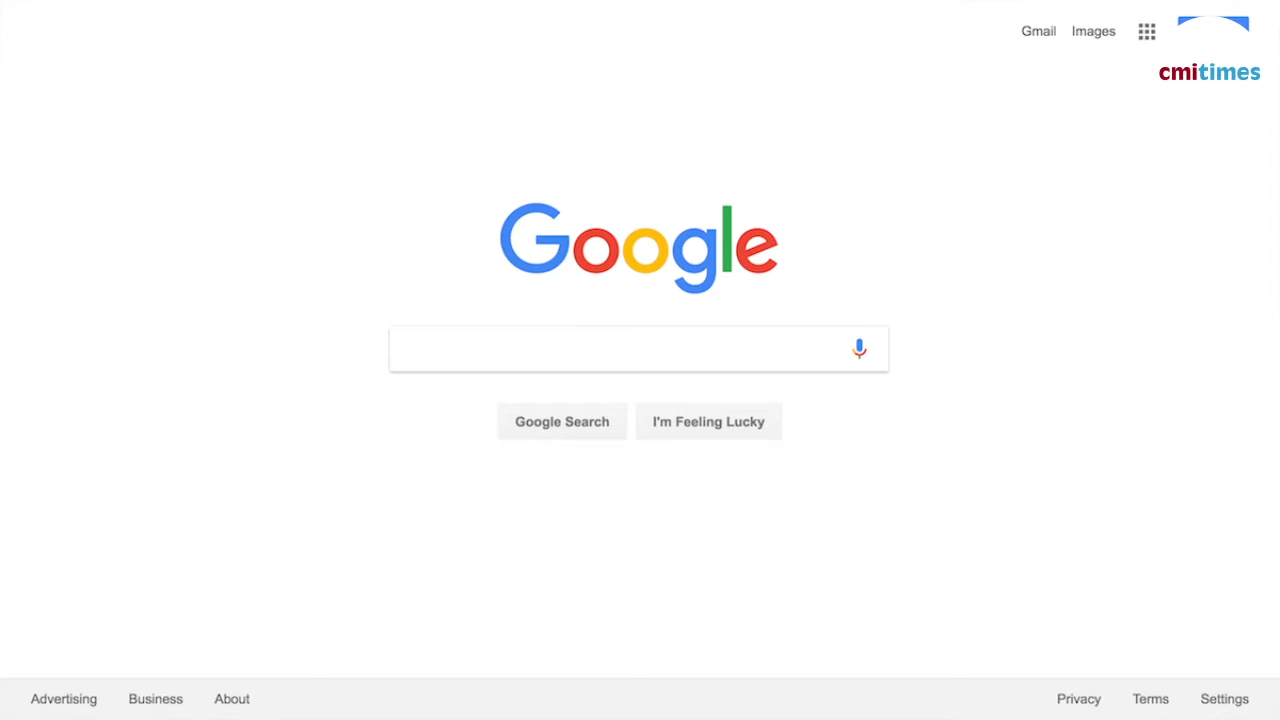 Gmail Images
cmitimes
Google
Google Search I'm Feeling Lucky
Advertising Business About Privacy Terms Settings